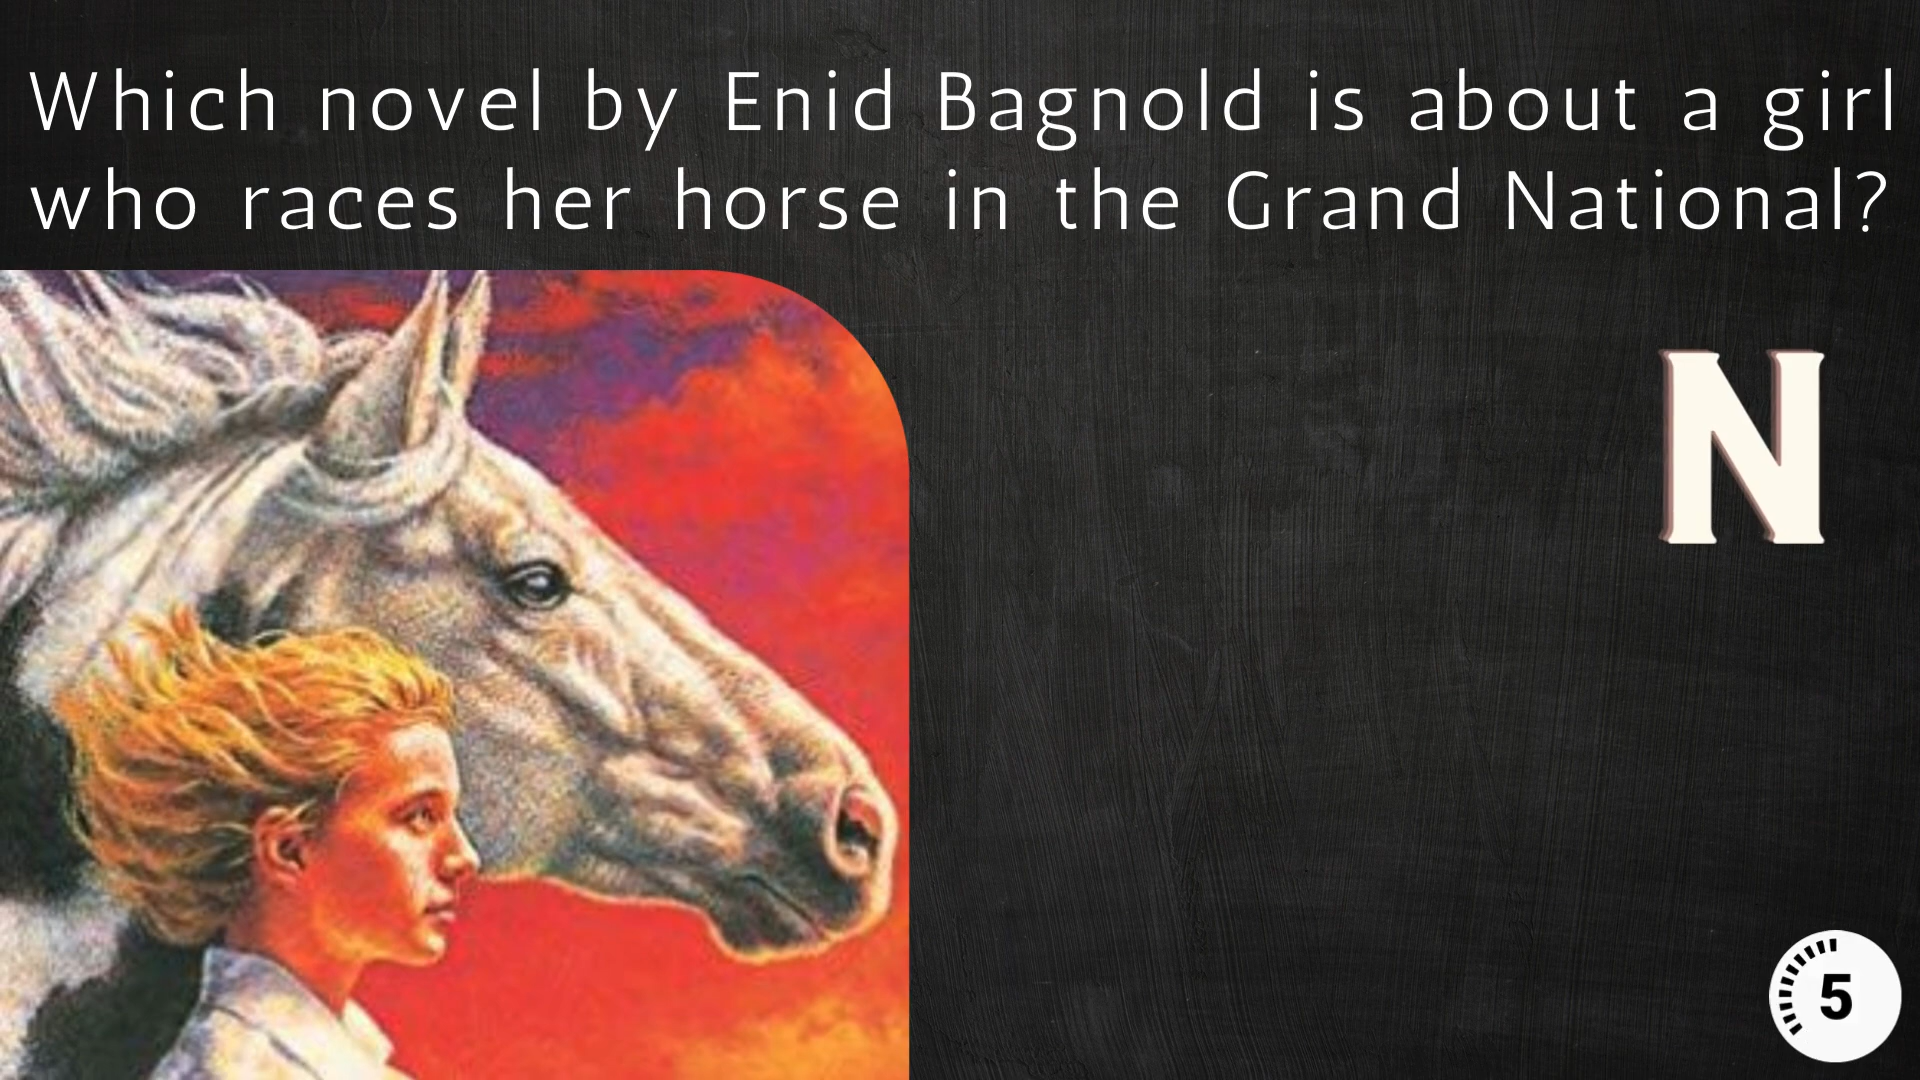 Which novel by Enid Bagnold is about a girl
who races her horse in the Grand National?
N
5